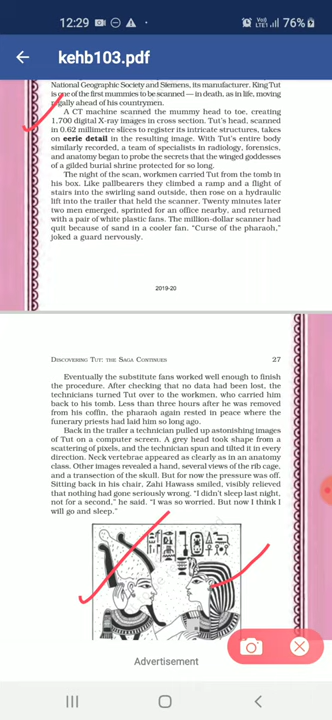 12:29
76%
kehb103.pdf
National Geographic Society and Siemens, its manufacturer. King Tut
is one of the first mummies to be scanned — in death, as in life, moving
regally ahead of his countrymen.
A CT machine scanned the mummy head to toe, creating
1,700 digital X-ray images in cross section. Tut's head, scanned
in 0.62 millimetre slices to register its intricate structures, takes
on eerie detail in the resulting image. With Tut's entire body
similarly recorded, a team of specialists in radiology, forensics,
and anatomy began to probe the secrets that the winged goddesses
of a gilded burial shrine protected for so long.
The night of the scan, workmen carried Tut from the tomb in
his box. Like pallbearers they climbed a ramp and a flight of
stairs into the swirling sand outside, then rose on a hydraulic
lift into the trailer that held the scanner. Twenty minutes later
two men emerged, sprinted for an office nearby, and returned
with a pair of white plastic fans. The million-dollar scanner had
quit because of sand in a cooler fan. “Curse of the pharaoh,”
joked a guard nervously.
2019-20
DISCOVERING TUT: THE SAGA CONTINUES 27
Eventually the substitute fans worked well enough to finish
the procedure. After checking that no data had been lost, the
technicians turned Tut over to the workmen, who carried him
back to his tomb. Less than three hours after he was removed
from his coffin, the pharaoh again rested in peace where the
funerary priests had laid him so long ago.
Back in the trailer a technician pulled up astonishing images
of Tut on a computer screen. A grey head took shape from a
scattering of pixels, and the technician spun and tilted it in every
direction. Neck vertebrae appeared as clearly as in an anatomy
class. Other images revealed a hand, several views of the rib cage,
and a transection of the skull. But for now the pressure was off.
Sitting back in his chair, Zahi Hawass smiled, visibly relieved
that nothing had gone seriously wrong. “I didn't sleep last night,
not for a second,” he said. “I was so worried. But now I think I
will go and sleep.”
Advertisement